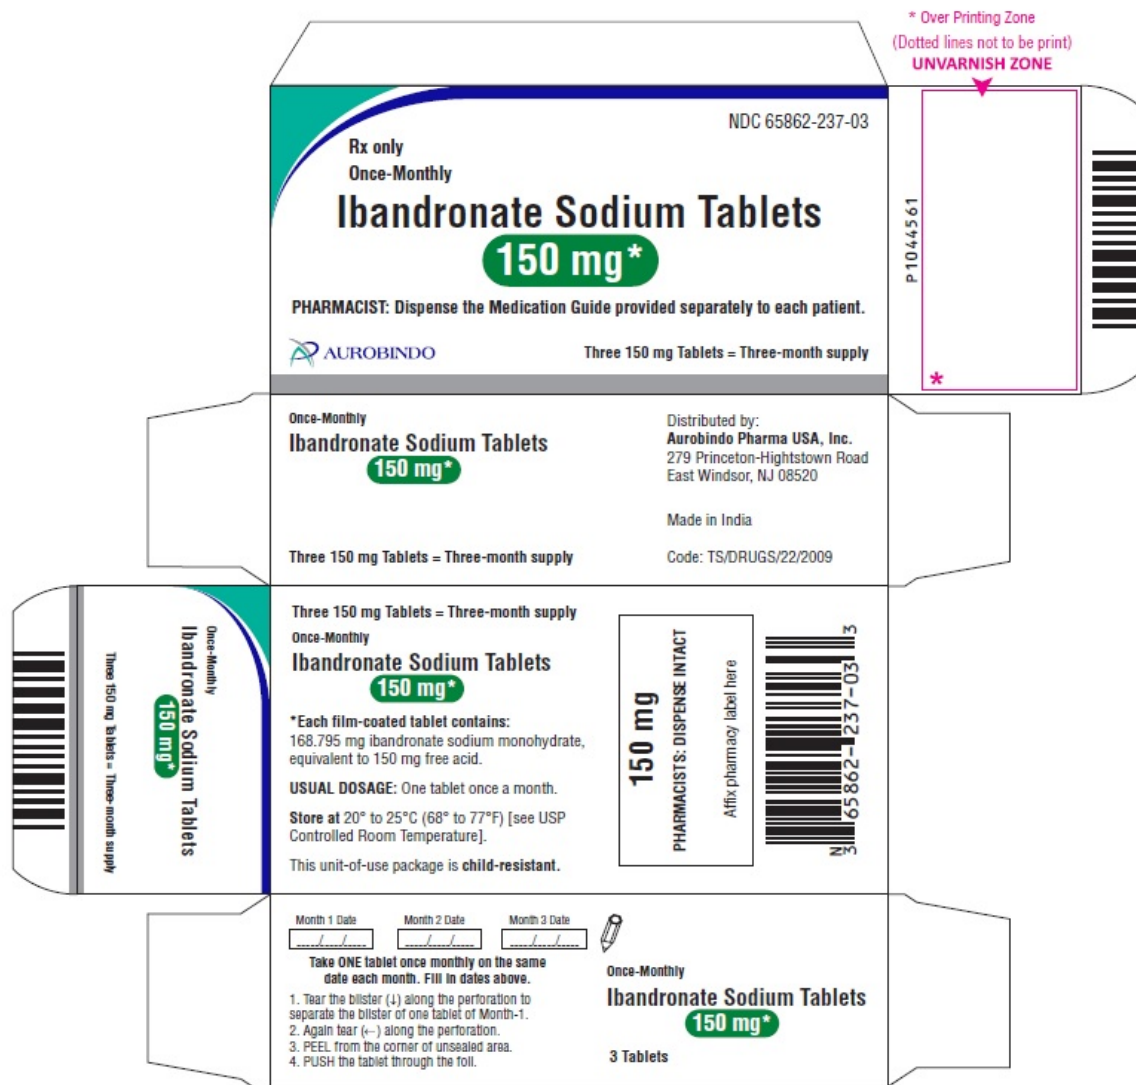 * Over Printing Zone
(Dotted lines not to be print)
UNVARNISH ZONE
NDC 65862-237-03
Rx only
Once-Monthly
Ibandronate Sodium Tablets
150 mg*
PHARMACIST: Dispense the Medication Guide provided separately to each patient.
AUROBINDO
Three 150 mg Tablets = Three-month supply
P1044561
*
Once-Monthly
Ibandronate Sodium Tablets
150 mg*
Three 150 mg Tablets = Three-month supply
Distributed by:
Aurobindo Pharma USA, Inc.
279 Princeton-Hightstown Road
East Windsor, NJ 08520
Made in India
Code: TS/DRUGS/22/2009
Once-Monthly
Ibandronate Sodium Tablets
150 mg*
Three 150 mg Tablets = Three-month supply
Three 150 mg Tablets = Three-month supply
Once-Monthly
Ibandronate Sodium Tablets
150 mg*
*Each film-coated tablet contains:
168.795 mg ibandronate sodium monohydrate,
equivalent to 150 mg free acid.
USUAL DOSAGE: One tablet once a month.
Store at 20° to 25°C (68° to 77°F) [see USP
Controlled Room Temperature].
This unit-of-use package is child-resistant.
150 mg
PHARMACISTS: DISPENSE INTACT
Affix pharmacy label here
N
3 65862-237-03 3
Month 1 Date
Month 2 Date
Month 3 Date
____/____/____
____/____/____
____/____/____
Take ONE tablet once monthly on the same
date each month. Fill in dates above.
1. Tear the blister (↓) along the perforation to
separate the blister of one tablet of Month-1.
2. Again tear (←) along the perforation.
3. PEEL from the corner of unsealed area.
4. PUSH the tablet through the foil.
Once-Monthly
Ibandronate Sodium Tablets
150 mg*
3 Tablets